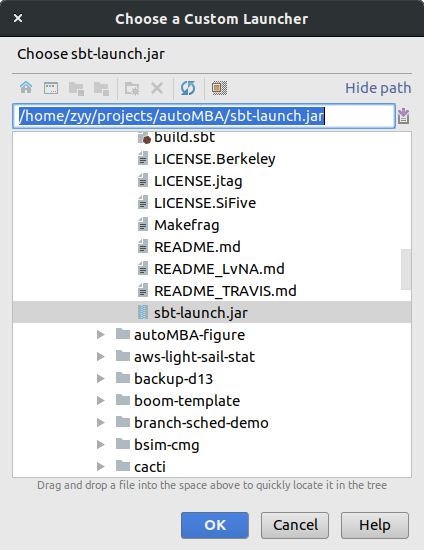 Choose a Custom Launcher
Choose sbt-launch.jar
Hide path
/home/zyy/projects/autoMBA/sbt-launch.jar
build.sbt
LICENSE.Berkeley
LICENSE.jtag
LICENSE.SiFive
Makefrag
README.md
README_LvNA.md
README_TRAVIS.md
sbt-launch.jar
autoMBA-figure
aws-light-sail-stat
backup-d13
boom-template
branch-sched-demo
bsim-cmg
cacti
Drag and drop a file into the space above to quickly locate it in the tree
OK
Cancel
Help